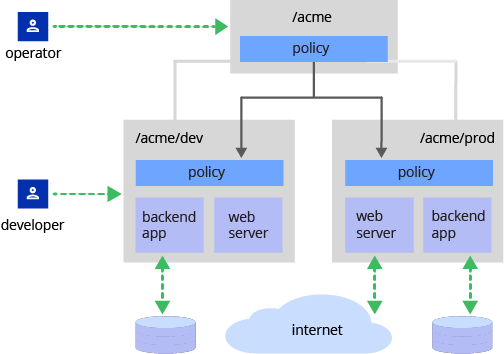 /acme
operator
policy
/acme/dev
/acme/prod
policy
policy
developer
backend
app
web
server
web
server
backend
app
internet